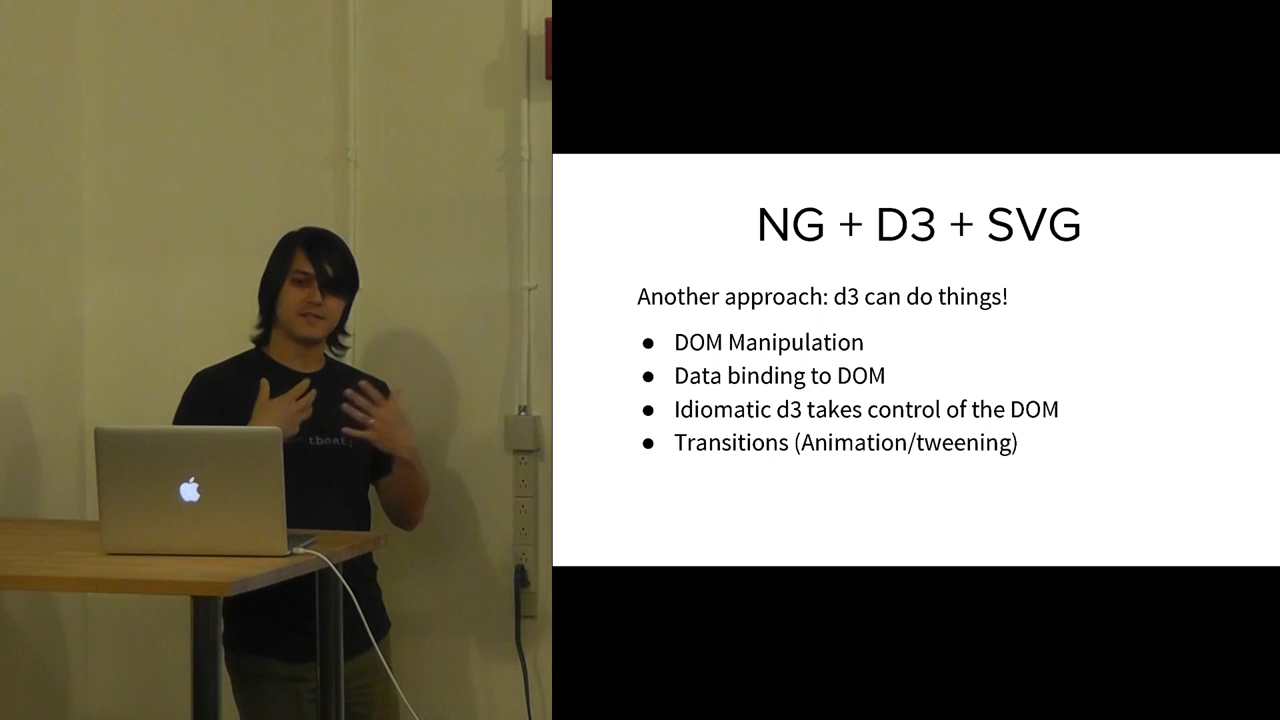 NG + D3 + SVG
Another approach: d3 can do things!
● DOM Manipulation
● Data binding to DOM
● Idiomatic d3 takes control of the DOM
● Transitions (Animation/tweening)